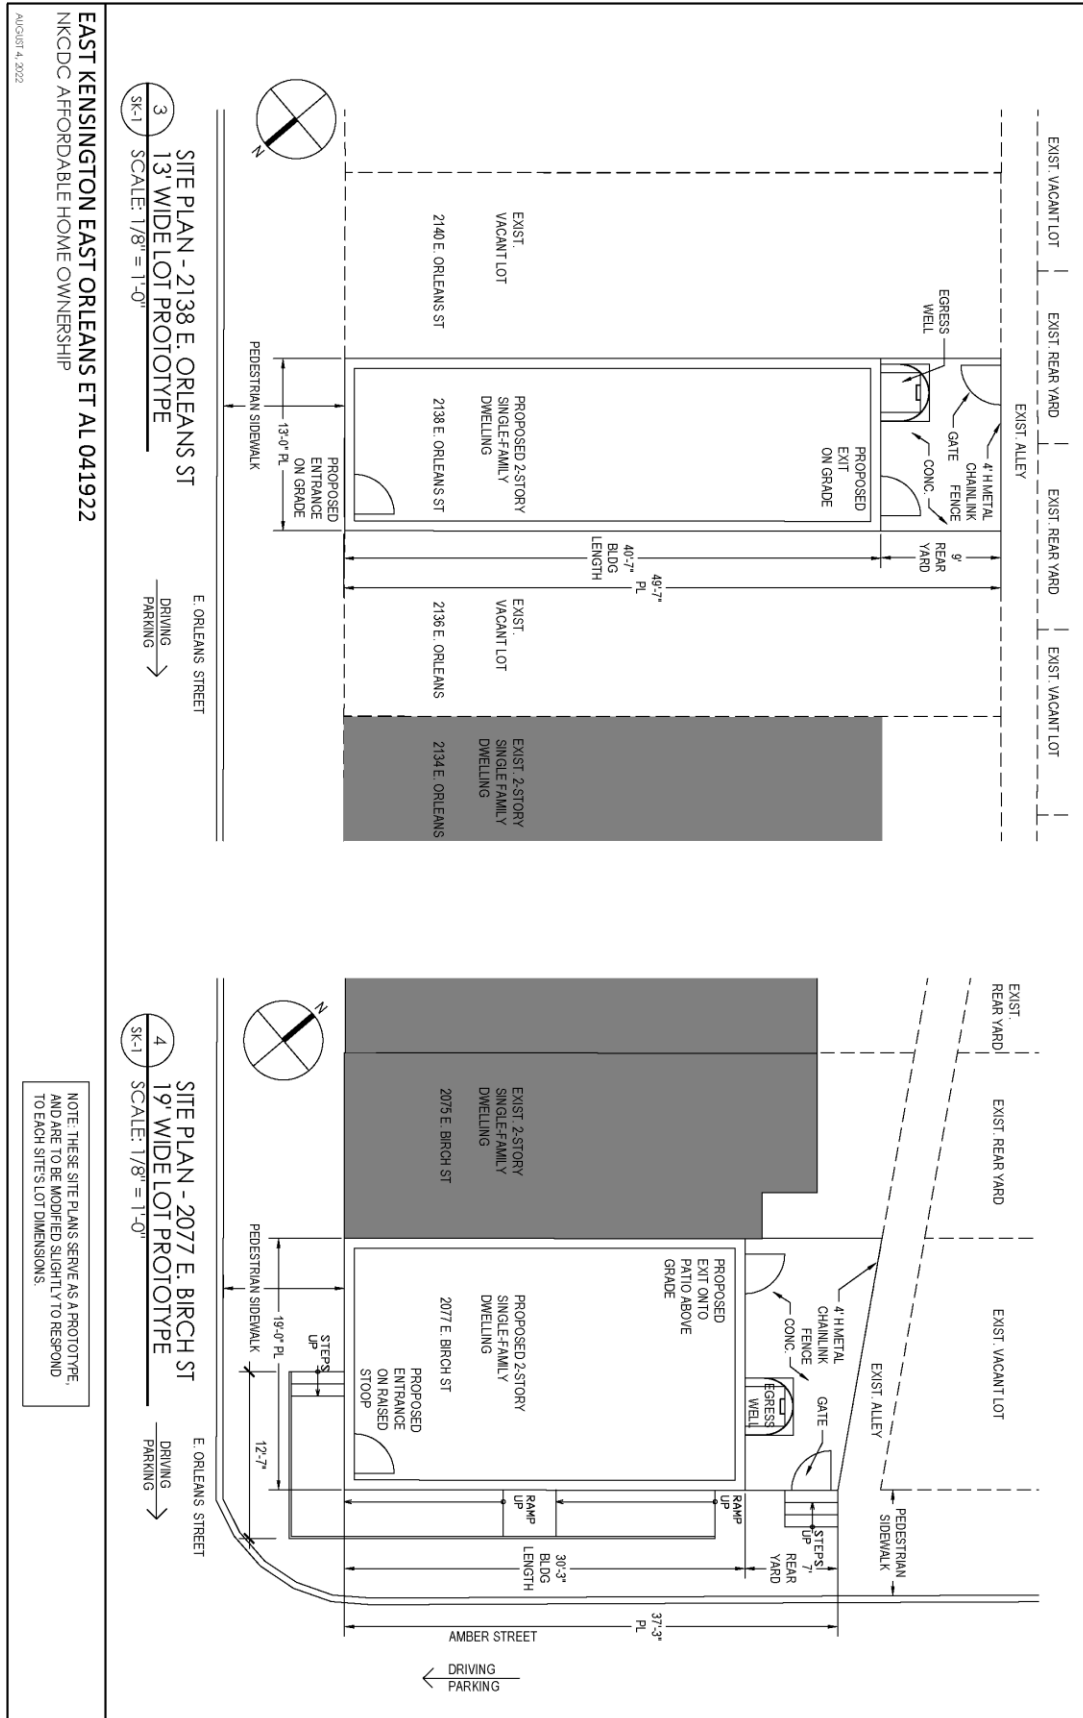 EXIST. VACANT LOT
EXIST. REAR YARD
EXIST. REAR YARD
EXIST. VACANT LOT
EXIST. ALLEY
EGRESS
WELL
GATE
4' H METAL
CHAINLINK
FENCE
CONC.
9'
REAR
YARD
EXIST.
VACANT LOT
2140 E. ORLEANS ST
PROPOSED
EXIT
ON GRADE
PROPOSED 2-STORY
SINGLE-FAMILY
DWELLING
2138 E. ORLEANS ST
PROPOSED
ENTRANCE
ON GRADE
49'-7"
PL
40'-7"
BLDG
LENGTH
EXIST.
VACANT LOT
2136 E. ORLEANS
EXIST. 2-STORY
SINGLE FAMILY
DWELLING
2134 E. ORLEANS
13'-0" PL
PEDESTRIAN SIDEWALK
N
E. ORLEANS STREET
DRIVING
PARKING
3
SK-1
SITE PLAN - 2138 E. ORLEANS ST
13' WIDE LOT PROTOTYPE
SCALE: 1/8" = 1'-0"
EXIST.
REAR YARD
EXIST. REAR YARD
EXIST. VACANT LOT
EXIST. ALLEY
PEDESTRIAN
SIDEWALK
4' H METAL
CHAINLINK
FENCE
CONC.
GATE
EGRESS
WELL
STEPS
UP
7'
REAR
YARD
EXIST. 2-STORY
SINGLE-FAMILY
DWELLING
2075 E. BIRCH ST
PROPOSED
EXIT ONTO
PATIO ABOVE
GRADE
PROPOSED 2-STORY
SINGLE-FAMILY
DWELLING
2077 E. BIRCH ST
PROPOSED
ENTRANCE
ON RAISED
STOOP
RAMP
UP
RAMP
UP
30'-3"
BLDG
LENGTH
37'-3"
PL
AMBER STREET
DRIVING
PARKING
STEPS
UP
19'-0" PL
12'-7"
PEDESTRIAN SIDEWALK
N
E. ORLEANS STREET
DRIVING
PARKING
4
SK-1
SITE PLAN - 2077 E. BIRCH ST
19' WIDE LOT PROTOTYPE
SCALE: 1/8" = 1'-0"
EAST KENSINGTON EAST ORLEANS ET AL 041922
NKCDC AFFORDABLE HOME OWNERSHIP
AUGUST 4, 2022
NOTE: THESE SITE PLANS SERVE AS A PROTOTYPE,
AND ARE TO BE MODIFIED SLIGHTLY TO RESPOND
TO EACH SITE'S LOT DIMENSIONS.